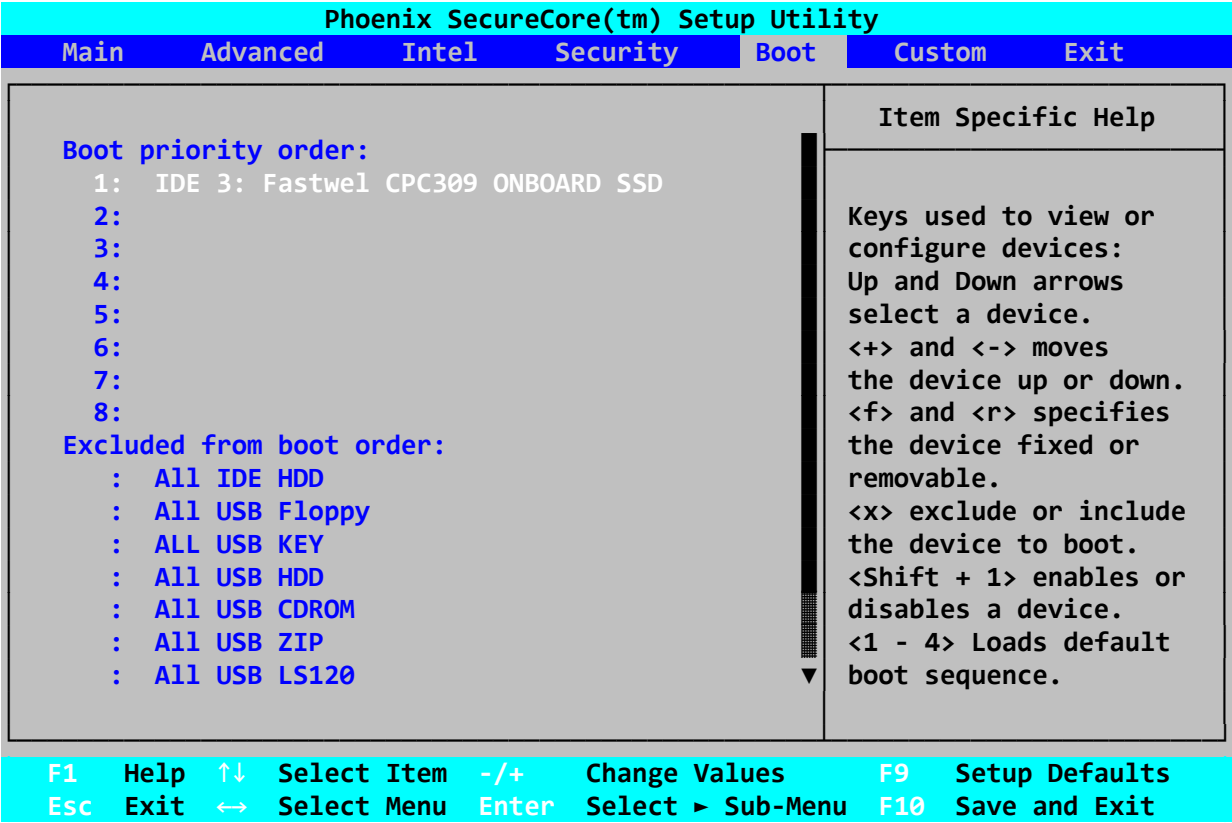 Phoenix SecureCore(tm) Setup Utility
Main Advanced Intel Security Boot Custom Exit
Boot priority order:
1: IDE 3: Fastwel CPC309 ONBOARD SSD
2:
3:
4:
5:
6:
7:
8:
Excluded from boot order:
: All IDE HDD
: All USB Floppy
: ALL USB KEY
: All USB HDD
: All USB CDROM
: All USB ZIP
: All USB LS120
Item Specific Help
Keys used to view or
configure devices:
Up and Down arrows
select a device.
<+> and <-> moves
the device up or down.
<f> and <r> specifies
the device fixed or
removable.
<x> exclude or include
the device to boot.
<Shift + 1> enables or
disables a device.
<1 - 4> Loads default
boot sequence.
F1 Help ↑↓ Select Item -/+ Change Values F9 Setup Defaults
Esc Exit ↔ Select Menu Enter Select ► Sub-Menu F10 Save and Exit